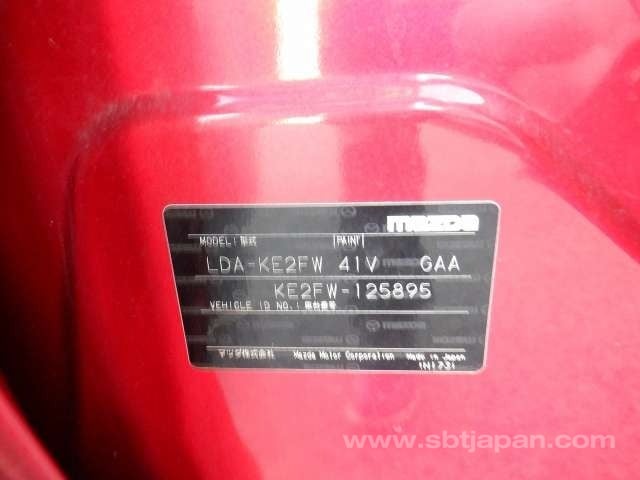 mazda
MODEL:型式 PAINT
LDA-KE2FW 41V GAA
KE2FW-125895
VEHICLE ID NO.:車台番号
マツダ株式会社 Mazda Motor Corporation Made in Japan
www.sbtjapan.com